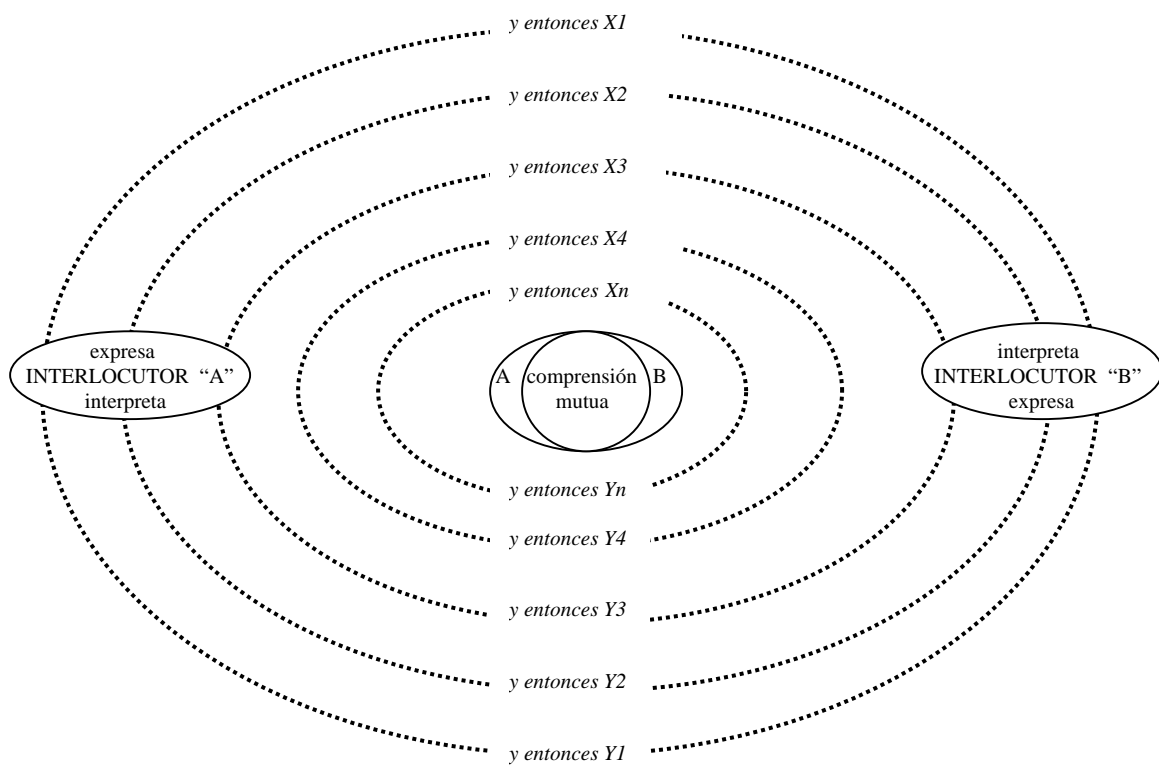 y entonces X1
y entonces X2
y entonces X3
y entonces X4
y entonces Xn
expresa
INTERLOCUTOR “A”
interpreta
A comprensión B
mutua
interpreta
INTERLOCUTOR “B”
expresa
y entonces Yn
y entonces Y4
y entonces Y3
y entonces Y2
y entonces Y1